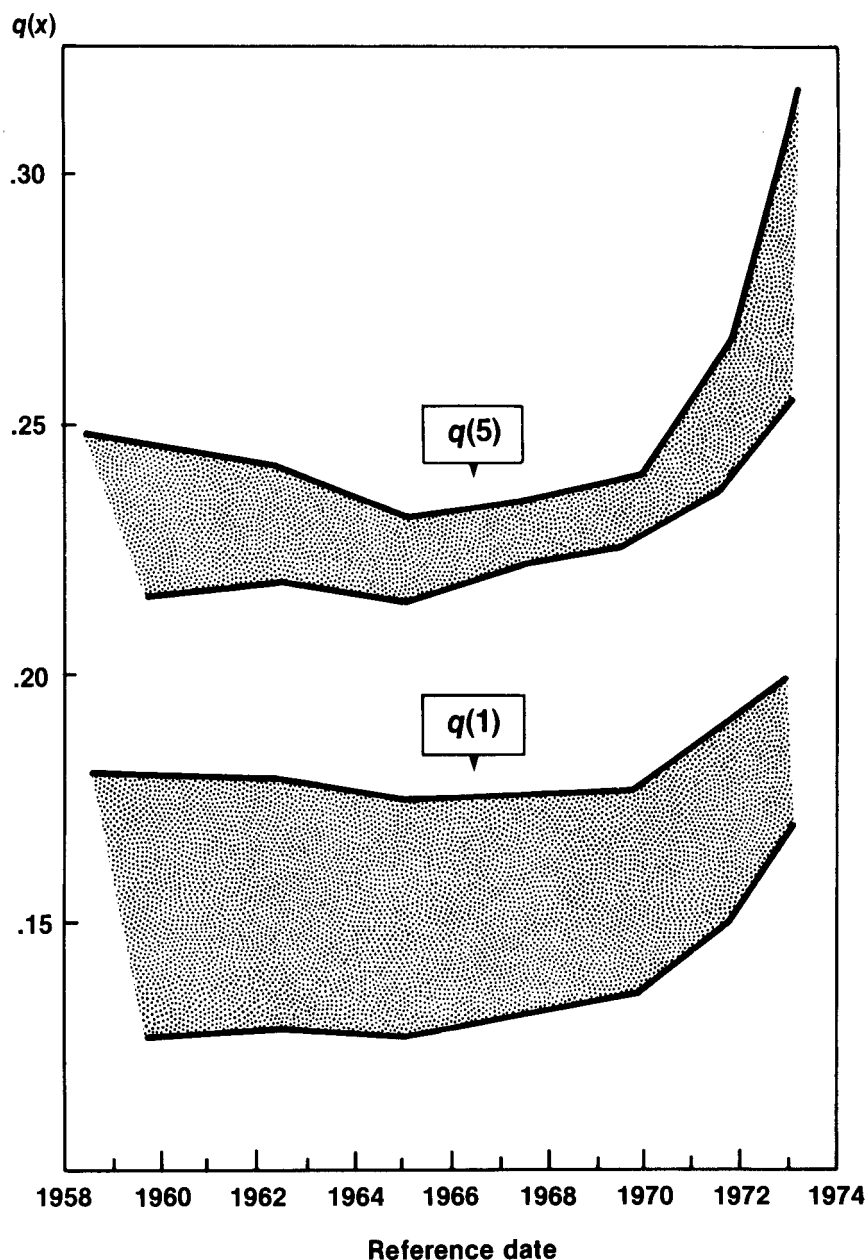 q(x)
.30
.25
q(5)
.20
q(1)
.15
1958 1960 1962 1964 1966 1968 1970 1972 1974
Reference date